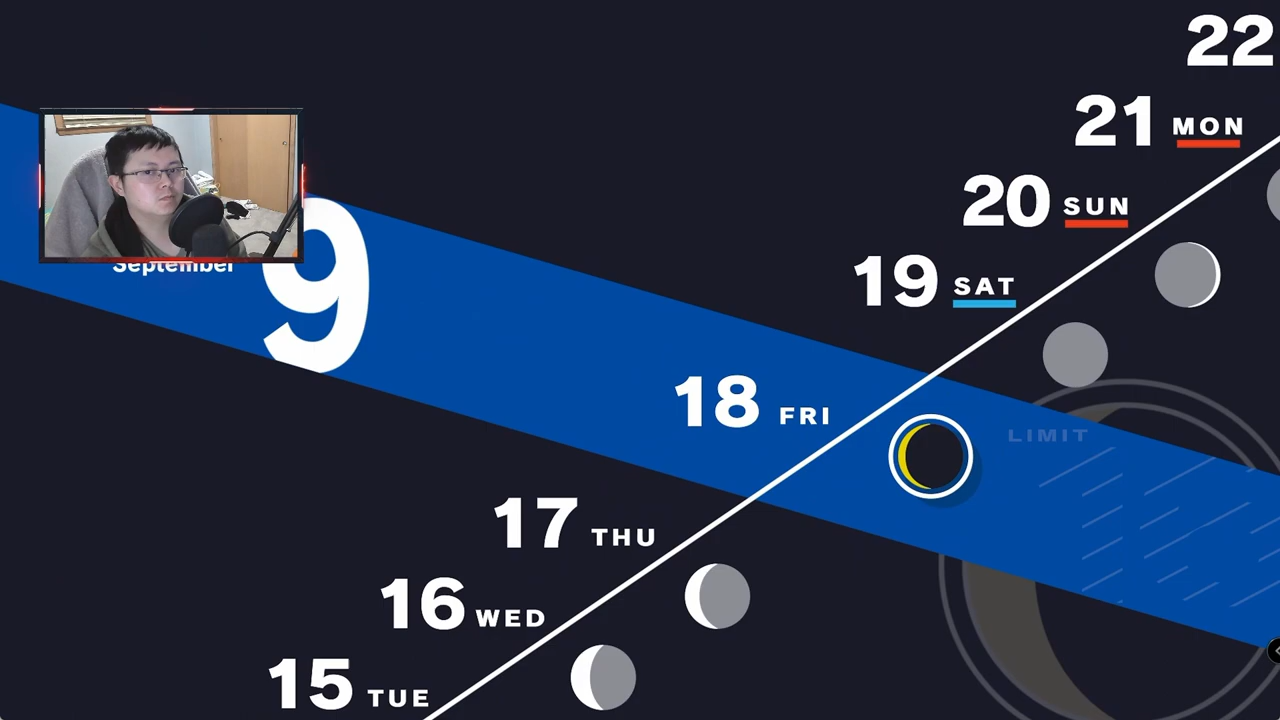 22
21 MON
20 SUN
19 SAT
September
9
18 FRI
LIMIT
17 THU
16 WED
15 TUE